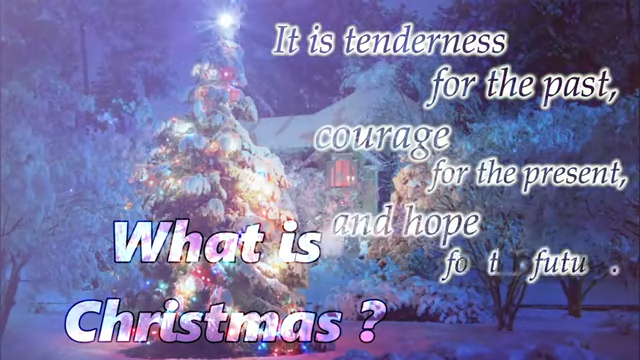 It is tenderness
for the past,
courage
for the present,
and hope
What is
Christmas ?